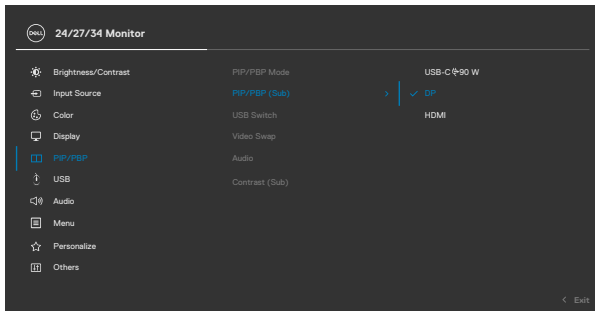 DELL 24/27/34 Monitor
Brightness/Contrast PIP/PBP Mode USB-C 90 W
Input Source PIP/PBP (Sub) DP
Color USB Switch HDMI
Display Video Swap
PIP/PBP Audio
USB Contrast (Sub)
Audio
Menu
Personalize
Others
Exit